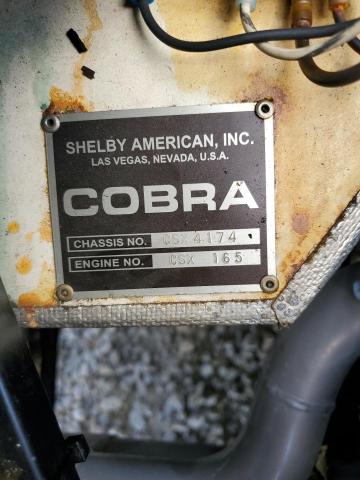 SHELBY AMERICAN, INC.
LAS VEGAS, NEVADA, U.S.A.
COBRA
CHASSIS NO. CSX 4174
ENGINE NO. CSX 165